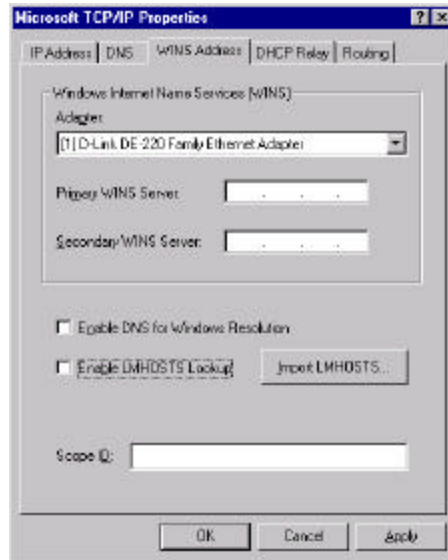 Microsoft TCP/IP Properties
IP Address DNS WINS Address DHCP Relay Routing
Windows Internet Name Services (WINS)
Adapter:
[1] D-Link DE-220 Family Ethernet Adapter
Primary WINS Server:
Secondary WINS Server:
Enable DNS for Windows Resolution
Enable LMHOSTS Lookup
Import LMHOSTS...
Scope ID:
OK Cancel Apply